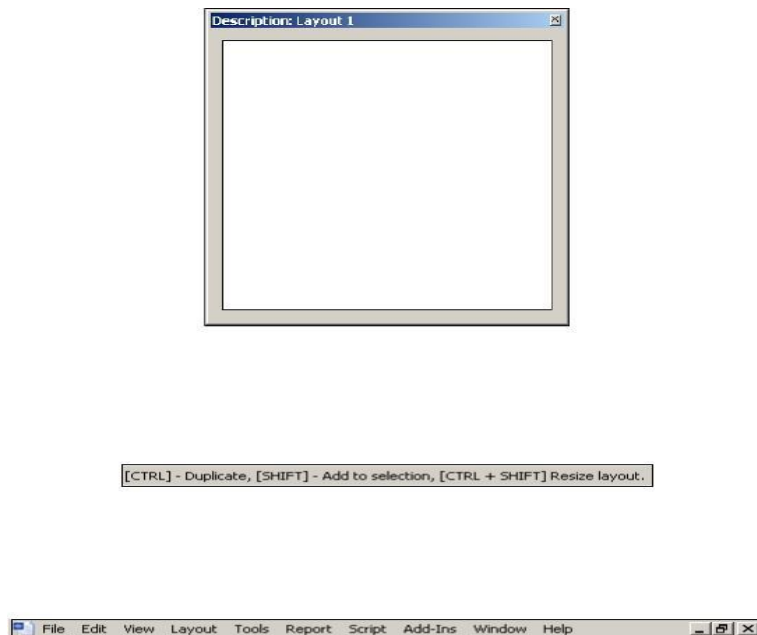 Description: Layout 1
[CTRL] - Duplicate, [SHIFT] - Add to selection, [CTRL + SHIFT] Resize layout.
File Edit View Layout Tools Report Script Add-Ins Window Help